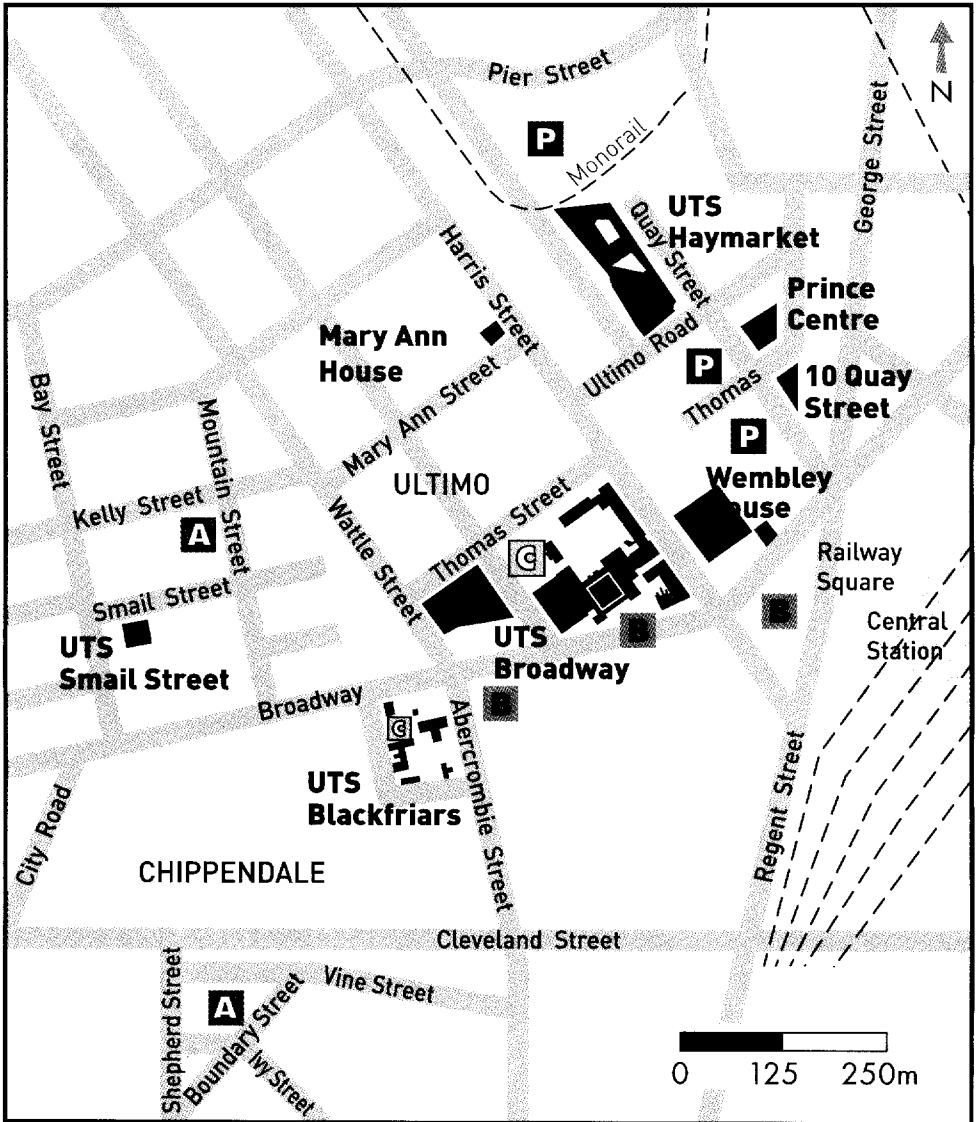 Pier Street
N
P
Monorail
George Street
UTS
Haymarket
Quay Street
Harris Street
Prince
Centre
Mary Ann
House
Ultimo Road
P
Thomas
10 Quay
Street
Bay Street
Mountain Street
Mary Ann Street
P
Wembley
ouse
ULTIMO
Kelly Street
A
Wattle Street
Thomas Street
C
Railway
Square
Smail Street
B
B
Central
Station
UTS
Smail Street
UTS
Broadway
Broadway
B
C
Abercrombie Street
UTS
Blackfriars
Regent Street
City Road
CHIPPENDALE
Cleveland Street
Shepherd Street
Vine Street
A
Boundary Street
Ivy Street
0 125 250m